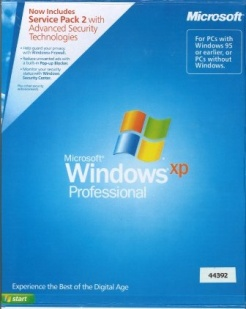 Now Includes
Service Pack 2 with
Advanced Security
Technologies
• Help guard your privacy
with Windows Firewall.
• Reduce unwanted ads with
a built-in Pop-up Blocker.
• Monitor your security
status with Windows
Security Center.
Microsoft
For PCs with
Windows 95
or earlier, or
PCs without
Windows.
Microsoft
Windows xp
Professional
44392
Experience the Best of the Digital Age
start